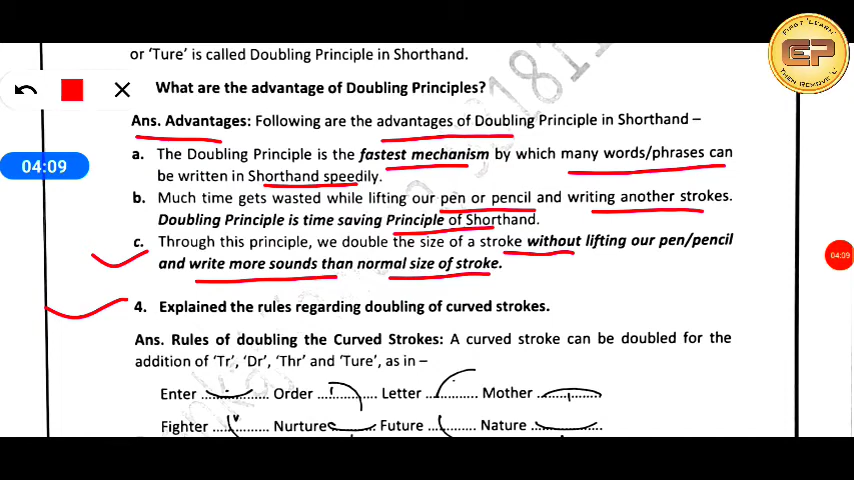 FIRST 'LEARN'
EP
THEN REMOVE 'L'
or 'Ture' is called Doubling Principle in Shorthand.
What are the advantage of Doubling Principles?
Ans. Advantages: Following are the advantages of Doubling Principle in Shorthand –
04:09
a. The Doubling Principle is the fastest mechanism by which many words/phrases can
be written in Shorthand speedily.
b. Much time gets wasted while lifting our pen or pencil and writing another strokes.
Doubling Principle is time saving Principle of Shorthand.
c. Through this principle, we double the size of a stroke without lifting our pen/pencil
and write more sounds than normal size of stroke.
04:09
4. Explained the rules regarding doubling of curved strokes.
Ans. Rules of doubling the Curved Strokes: A curved stroke can be doubled for the
addition of 'Tr', 'Dr', 'Thr' and 'Ture', as in –
Enter .................. Order .................. Letter .................. Mother ..................
Fighter .................. Nurture .................. Future .................. Nature ..................